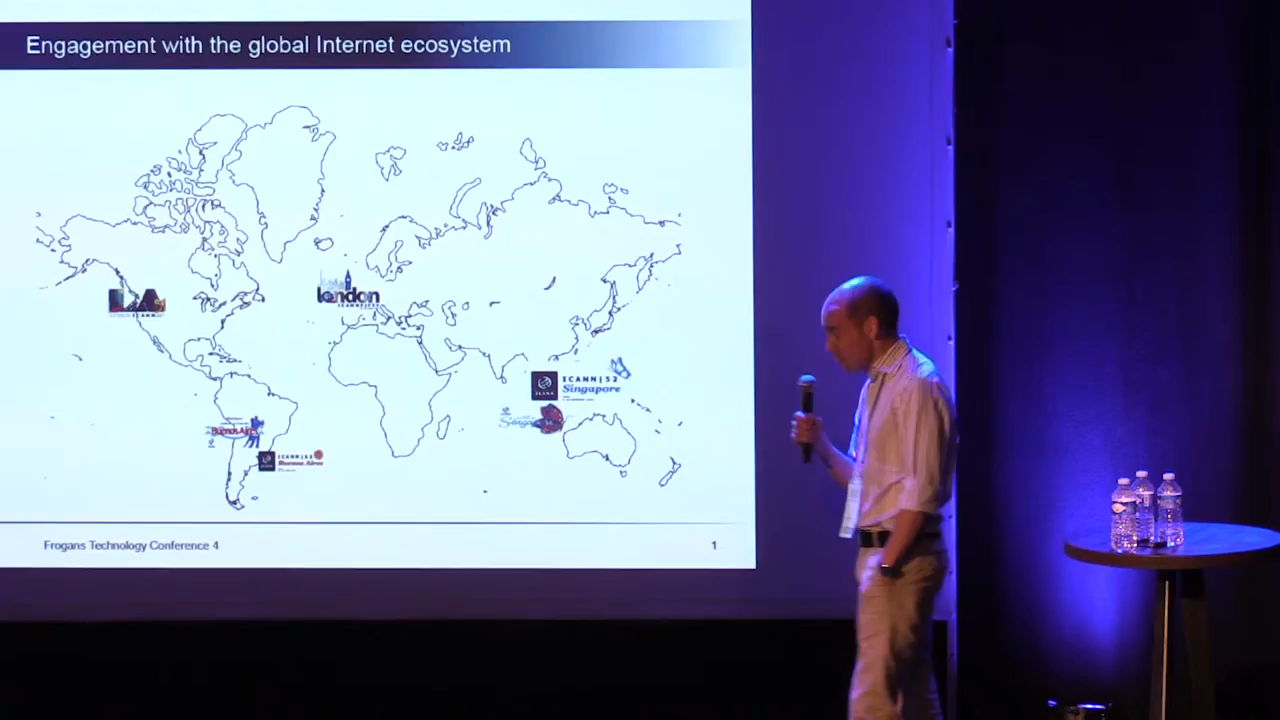 Engagement with the global Internet ecosystem
LA
london
ICANN|52
Singapore
Buenos Aires
ICANN|53
Buenos Aires
Frogans Technology Conference 4
1